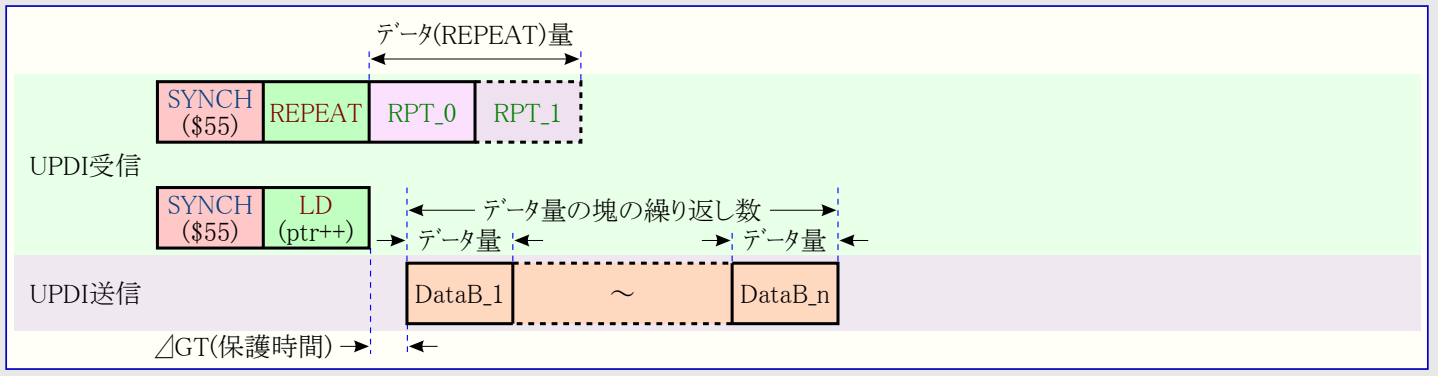 データ(REPEAT)量
SYNCH
($55)
REPEAT
RPT_0
RPT_1
UPDI受信
SYNCH
($55)
LD
(ptr++)
データ量の塊の繰り返し数
データ量
データ量
UPDI送信
DataB_1
～
DataB_n
⊿GT(保護時間)